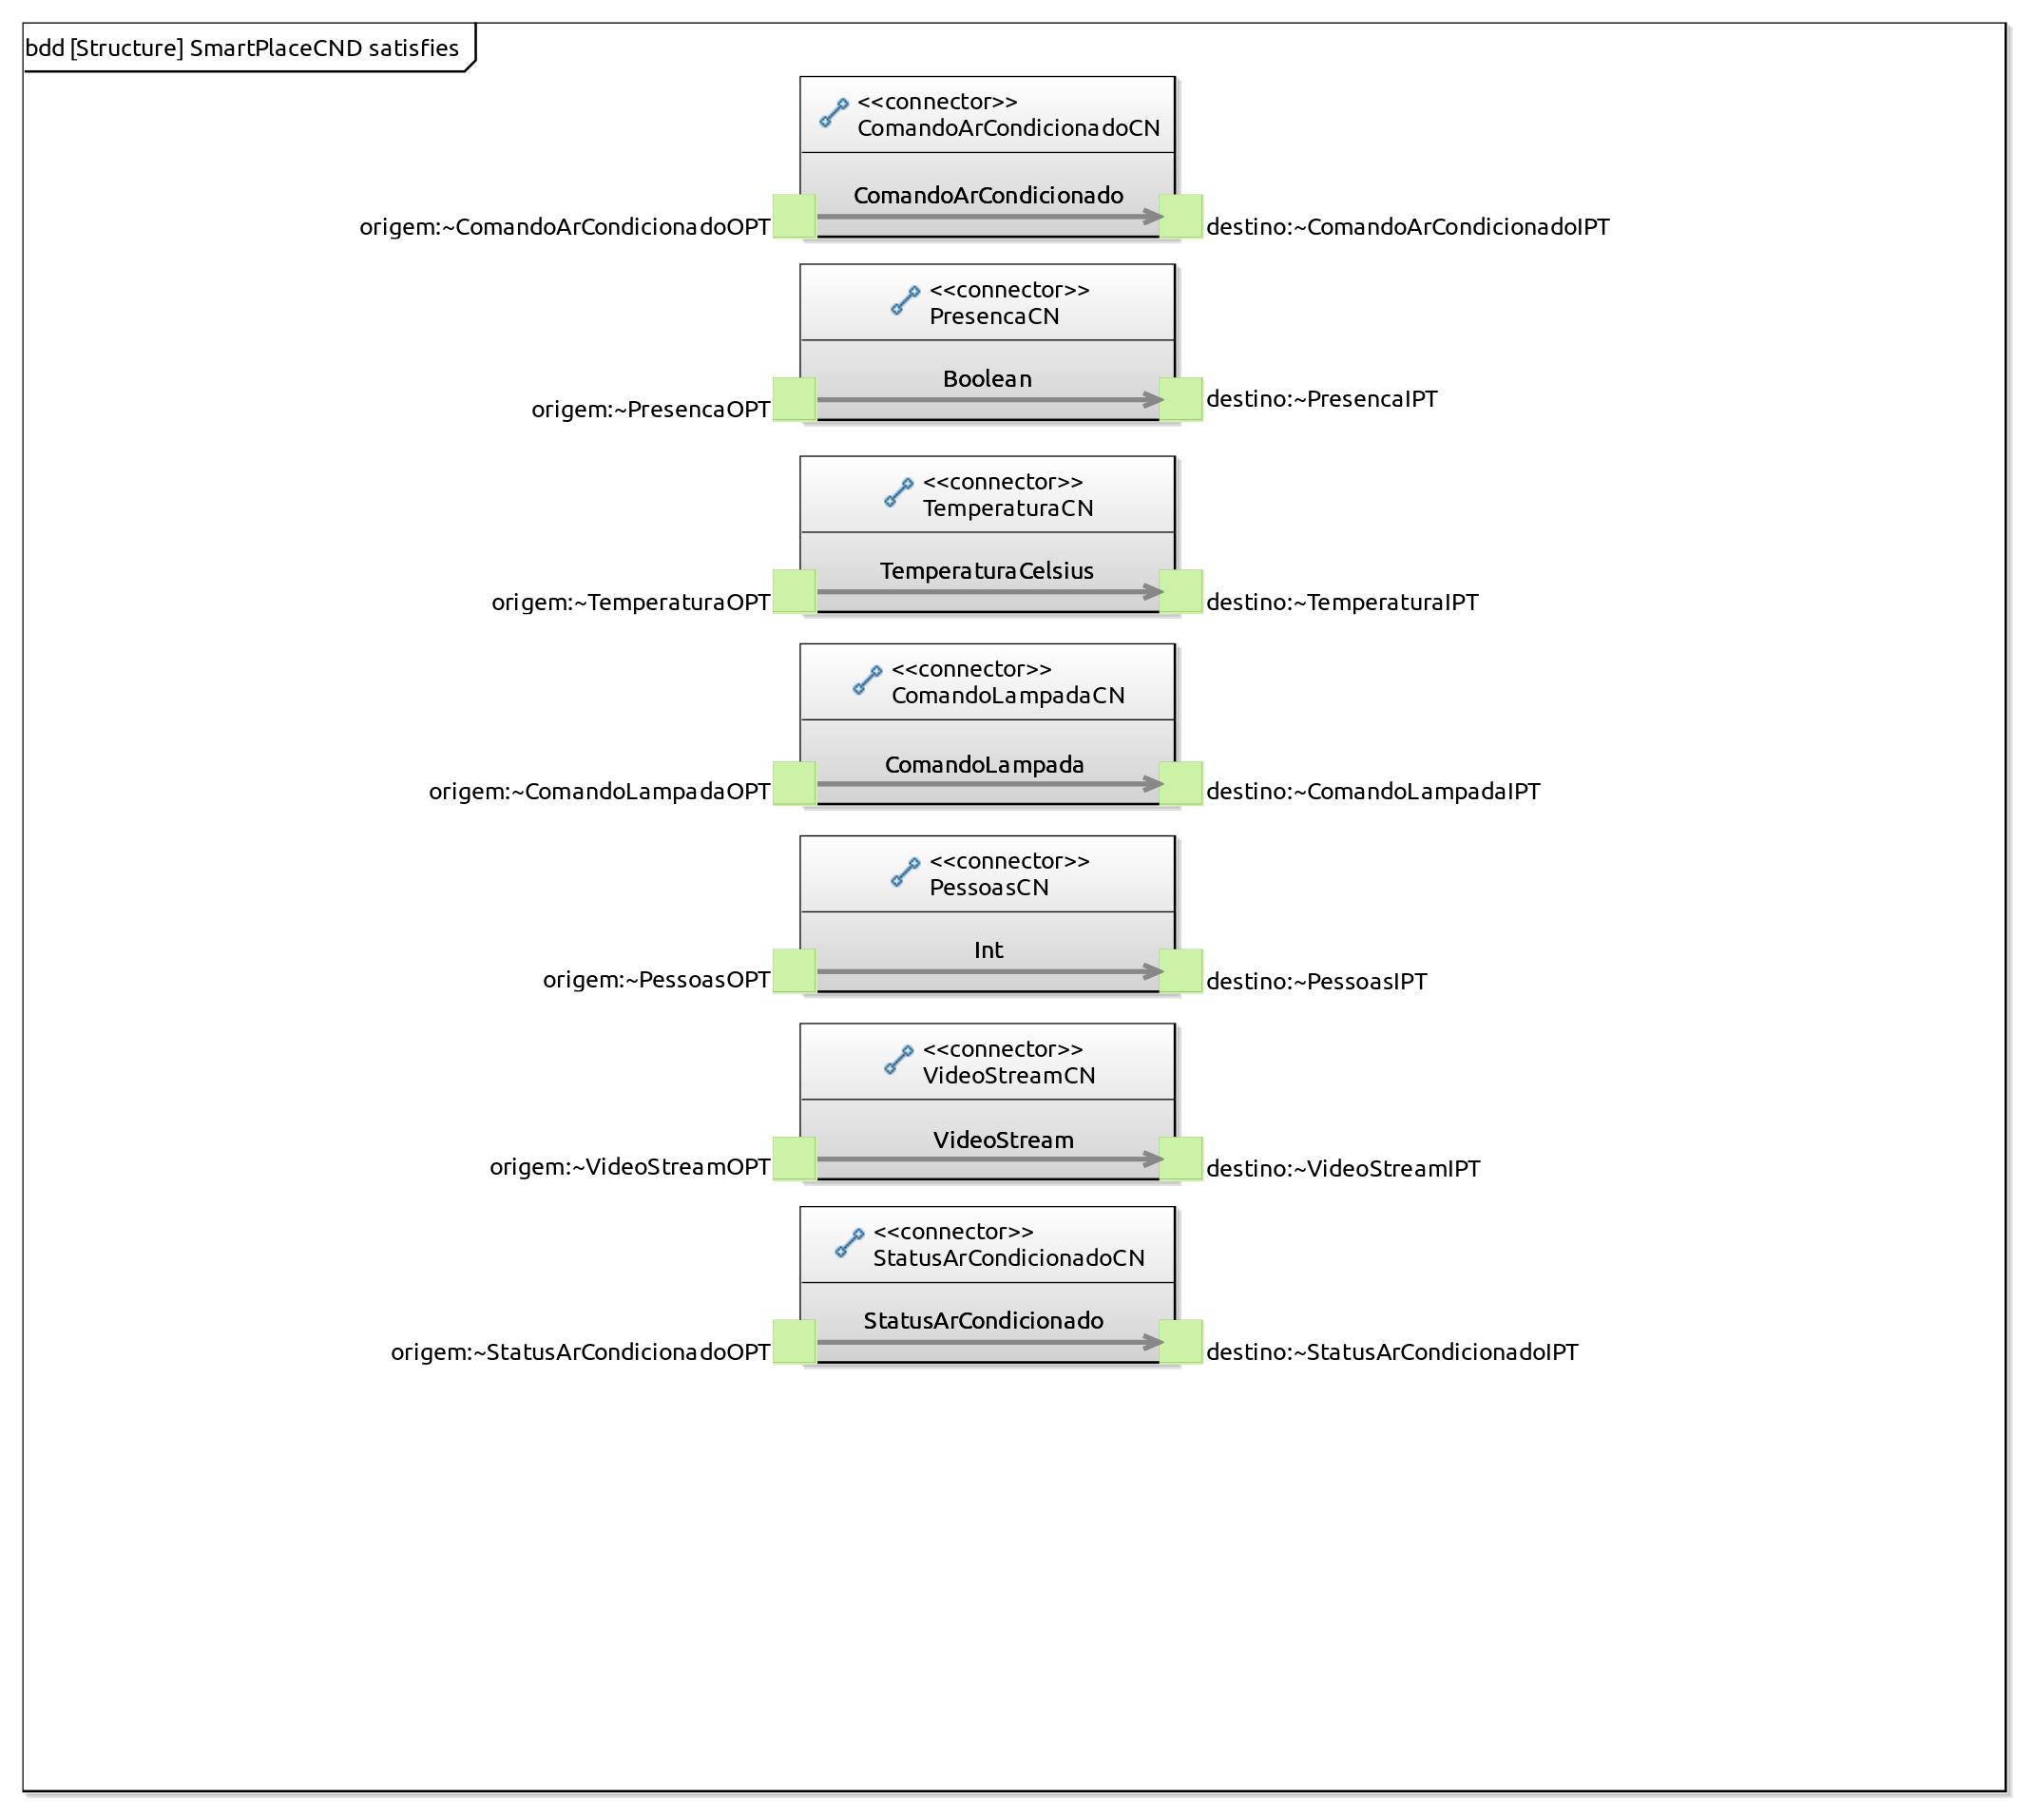 bdd [Structure] SmartPlaceCND satisfies
<<connector>>
ComandoArCondicionadoCN
ComandoArCondicionado
origem:~ComandoArCondicionadoOPT
destino:~ComandoArCondicionadoIPT
<<connector>>
PresencaCN
Boolean
origem:~PresencaOPT
destino:~PresencaIPT
<<connector>>
TemperaturaCN
TemperaturaCelsius
origem:~TemperaturaOPT
destino:~TemperaturaIPT
<<connector>>
ComandoLampadaCN
ComandoLampada
origem:~ComandoLampadaOPT
destino:~ComandoLampadaIPT
<<connector>>
PessoasCN
Int
origem:~PessoasOPT
destino:~PessoasIPT
<<connector>>
VideoStreamCN
VideoStream
origem:~VideoStreamOPT
destino:~VideoStreamIPT
<<connector>>
StatusArCondicionadoCN
StatusArCondicionado
origem:~StatusArCondicionadoOPT
destino:~StatusArCondicionadoIPT